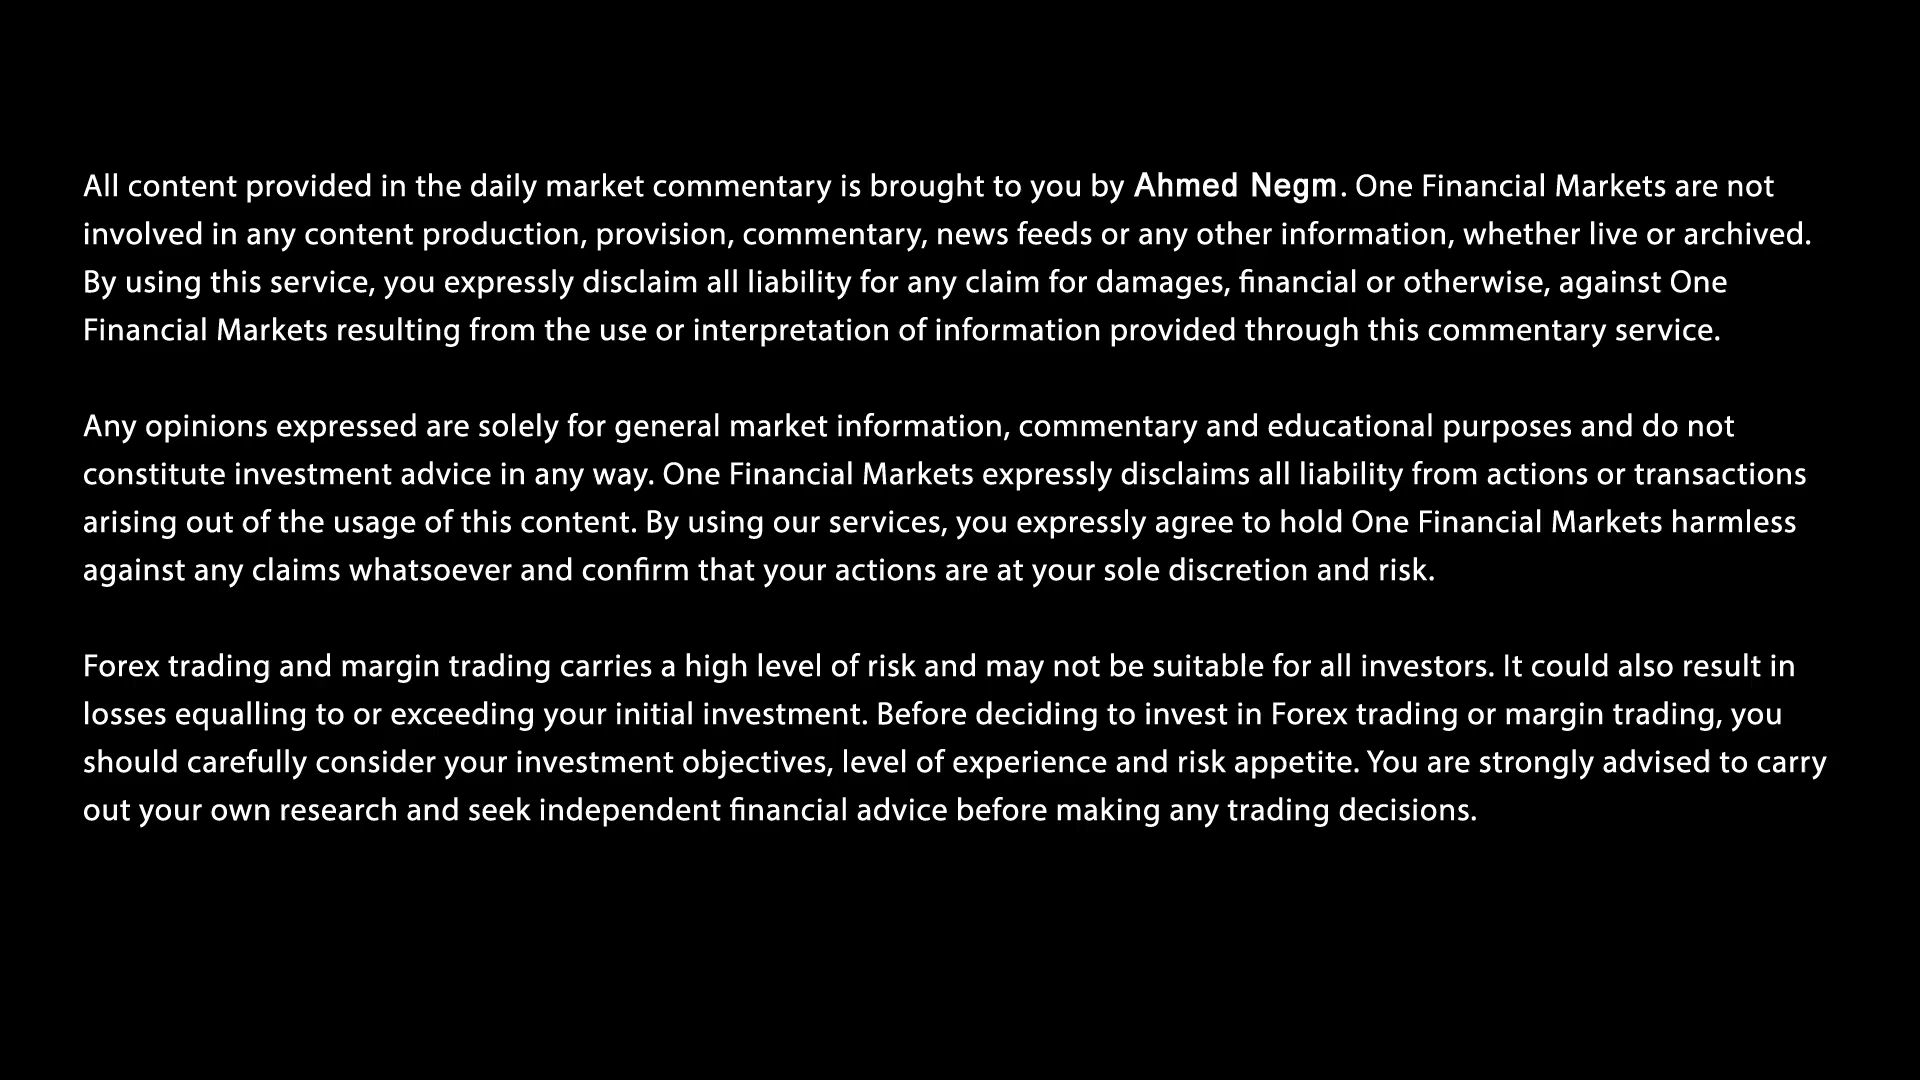 All content provided in the daily market commentary is brought to you by Ahmed Negm. One Financial Markets are not
involved in any content production, provision, commentary, news feeds or any other information, whether live or archived.
By using this service, you expressly disclaim all liability for any claim for damages, financial or otherwise, against One
Financial Markets resulting from the use or interpretation of information provided through this commentary service.
Any opinions expressed are solely for general market information, commentary and educational purposes and do not
constitute investment advice in any way. One Financial Markets expressly disclaims all liability from actions or transactions
arising out of the usage of this content. By using our services, you expressly agree to hold One Financial Markets harmless
against any claims whatsoever and confirm that your actions are at your sole discretion and risk.
Forex trading and margin trading carries a high level of risk and may not be suitable for all investors. It could also result in
losses equalling to or exceeding your initial investment. Before deciding to invest in Forex trading or margin trading, you
should carefully consider your investment objectives, level of experience and risk appetite. You are strongly advised to carry
out your own research and seek independent financial advice before making any trading decisions.